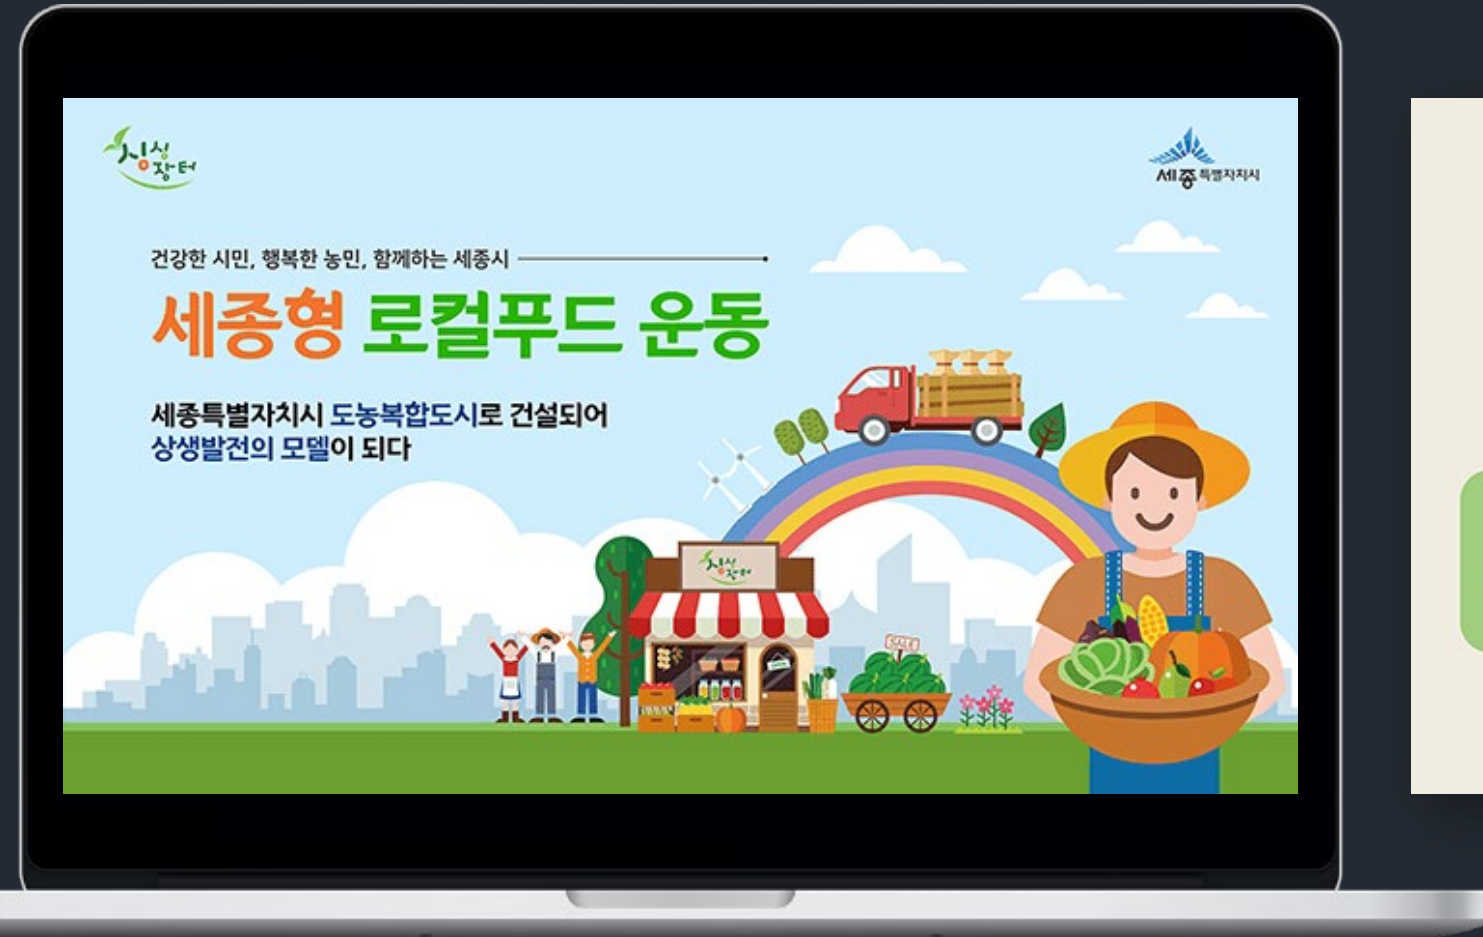 싱싱
장터
세종특별자치시
건강한 시민, 행복한 농민, 함께하는 세종시
세종형 로컬푸드 운동
세종특별자치시 도농복합도시로 건설되어
상생발전의 모델이 되다
싱싱
장터
SALE